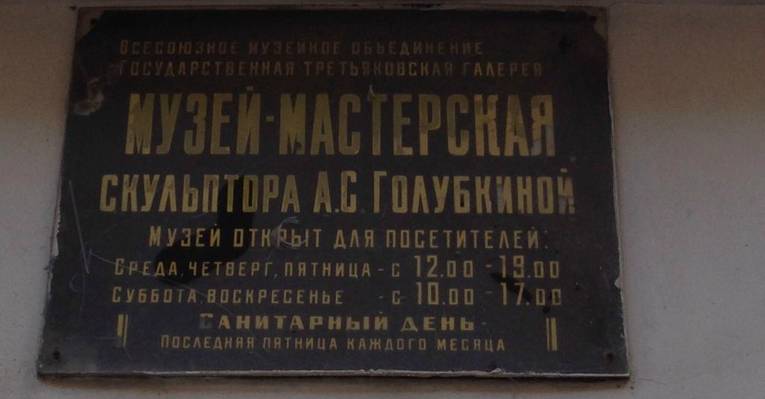 Всесоюзное музейное объединение
Государственная Третьяковская галерея
Музей-мастерская
скульптора А.С. Голубкиной
Музей открыт для посетителей:
Среда, четверг, пятница - с 12.00 - 19.00
Суббота, воскресенье - с 10.00 - 17.00
Санитарный день -
последняя пятница каждого месяца